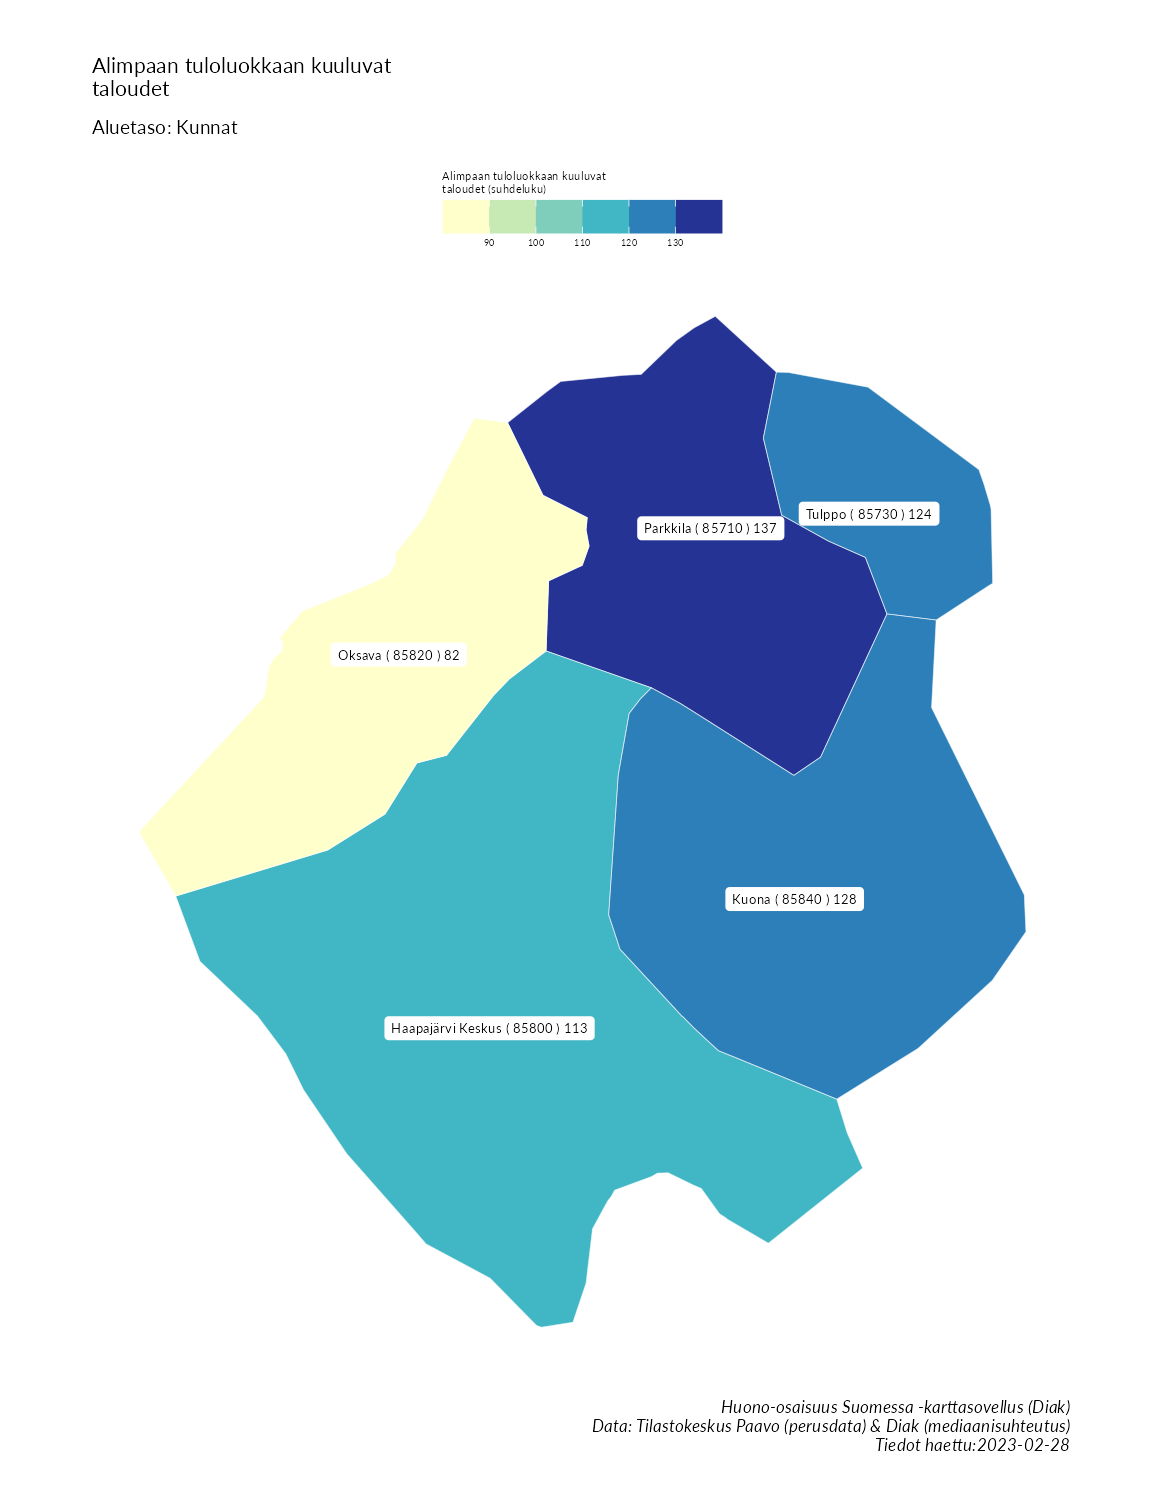 Alimpaan tuloluokkaan kuuluvat
taloudet
Aluetaso: Kunnat
Alimpaan tuloluokkaan kuuluvat
taloudet (suhdeluku)
90 100 110 120 130
Tulppo ( 85730 ) 124
Parkkila ( 85710 ) 137
Oksava ( 85820 ) 82
Kuona ( 85840 ) 128
Haapajärvi Keskus ( 85800 ) 113
Huono-osaisuus Suomessa -karttasovellus (Diak)
Data: Tilastokeskus Paavo (perusdata) & Diak (mediaanisuhteutus)
Tiedot haettu:2023-02-28